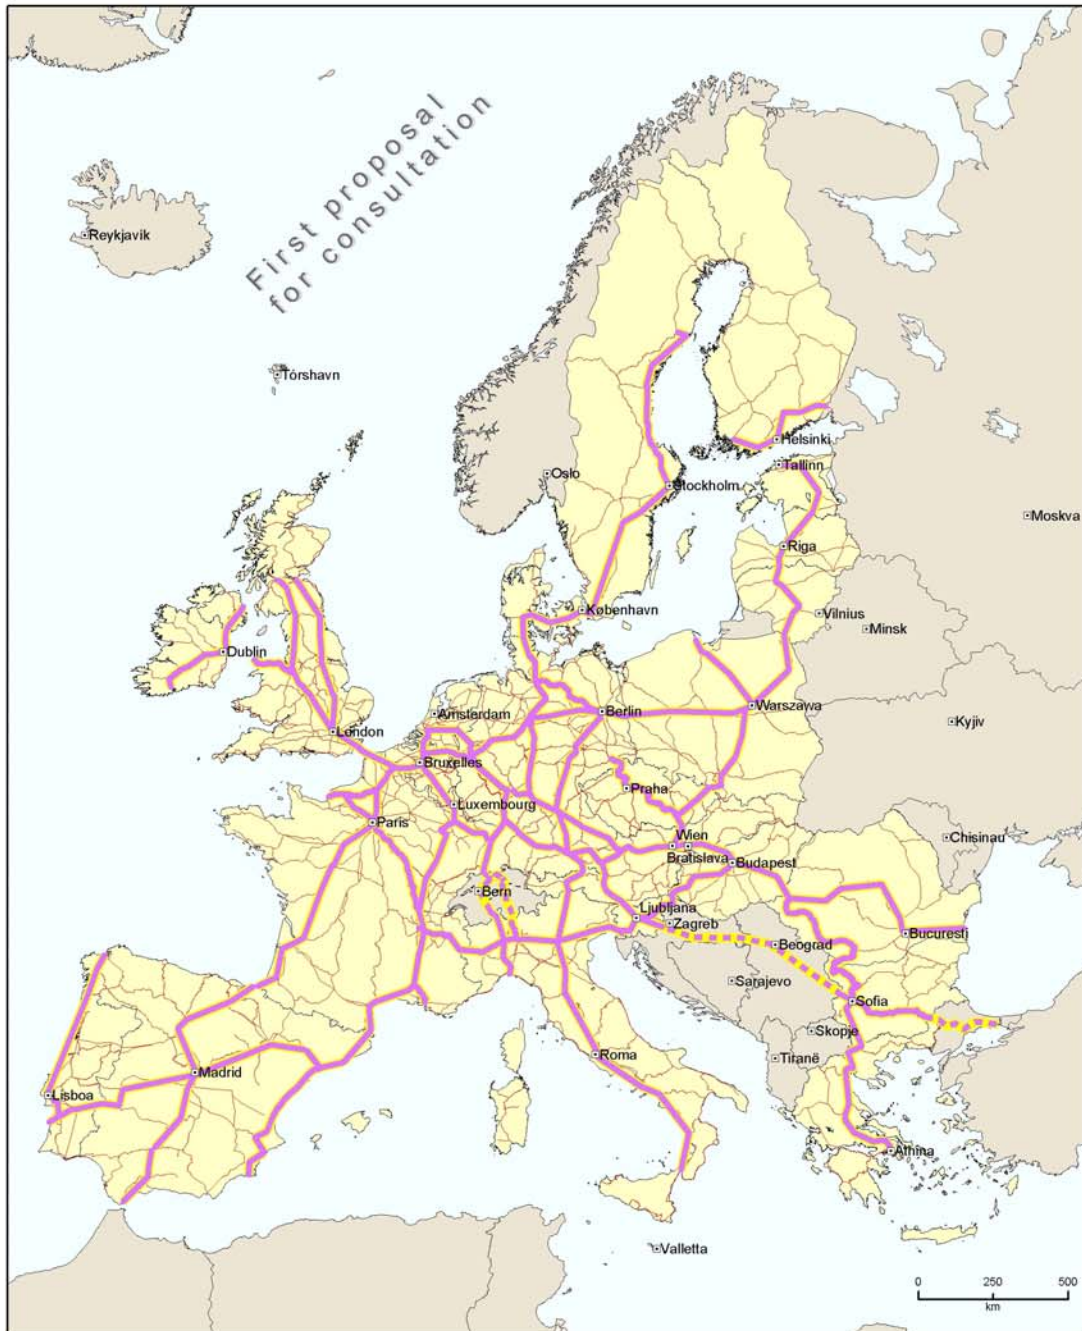 First proposal
for consultation
Reykjavik
Tórshavn
Oslo
Stockholm
Helsinki
Tallinn
Moskva
Riga
København
Vilnius
Minsk
Dublin
Amsterdam
Berlin
Warszawa
London
Kyjiv
Bruxelles
Praha
Luxembourg
Paris
Wien
Chisinau
Bratislava
Budapest
Bern
Ljubljana
Zagreb
Bucuresti
Beograd
Sarajevo
Sofia
Skopje
Roma
Tiranë
Madrid
Lisboa
Athina
Valletta
0 250 500
km